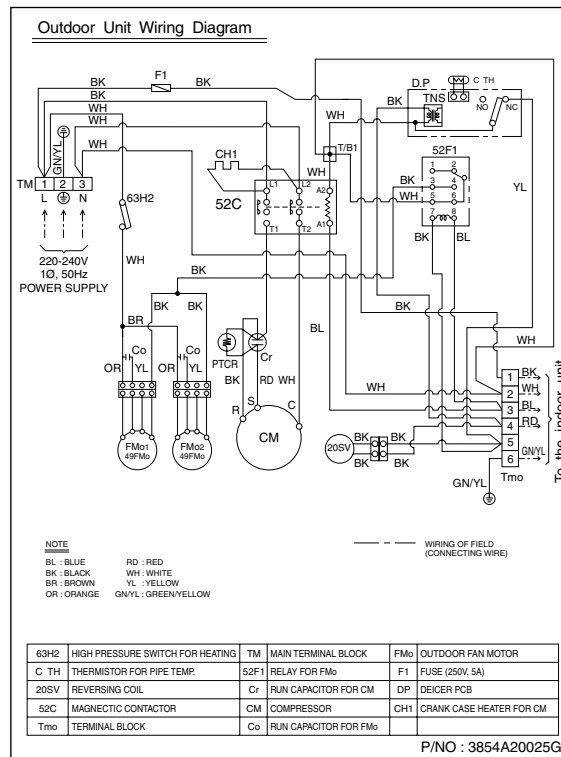 Outdoor Unit Wiring Diagram
F1
BK
BK
BK
WH
WH
WH
GN/YL
TM
1
2
3
L
N
220-240V
1Ø, 50Hz
POWER SUPPLY
63H2
WH
CH1
52C
L1
L2
A2
T1
T2
A1
WH
WH
T/B1
D.P
C TH
TNS
NO
NC
BK
52F1
1
2
3
4
5
6
7
8
BK
WH
BK
BL
YL
BK
BK
BK
BR
Co
Co
OR
YL
OR
YL
FMo1
49FMo
FMo2
49FMo
PTCR
Cr
BK
RD
WH
R
S
C
CM
BL
WH
BK
WH
20SV
BK
BK
BK
BK
1
2
3
4
5
6
Tmo
BK
WH
BL
RD
GN/YL
GN/YL
To the indoor unit
NOTE
BL : BLUE
RD : RED
BK : BLACK
WH : WHITE
BR : BROWN
YL : YELLOW
OR : ORANGE
GN/YL : GREEN/YELLOW
WIRING OF FIELD
(CONNECTING WIRE)
63H2 HIGH PRESSURE SWITCH FOR HEATING TM MAIN TERMINAL BLOCK FMo OUTDOOR FAN MOTOR
C TH THERMISTOR FOR PIPE TEMP. 52F1 RELAY FOR FMo F1 FUSE (250V, 5A)
20SV REVERSING COIL Cr RUN CAPACITOR FOR CM DP DEICER PCB
52C MAGNECTIC CONTACTOR CM COMPRESSOR CH1 CRANK CASE HEATER FOR CM
Tmo TERMINAL BLOCK Co RUN CAPACITOR FOR FMo
P/NO : 3854A20025G